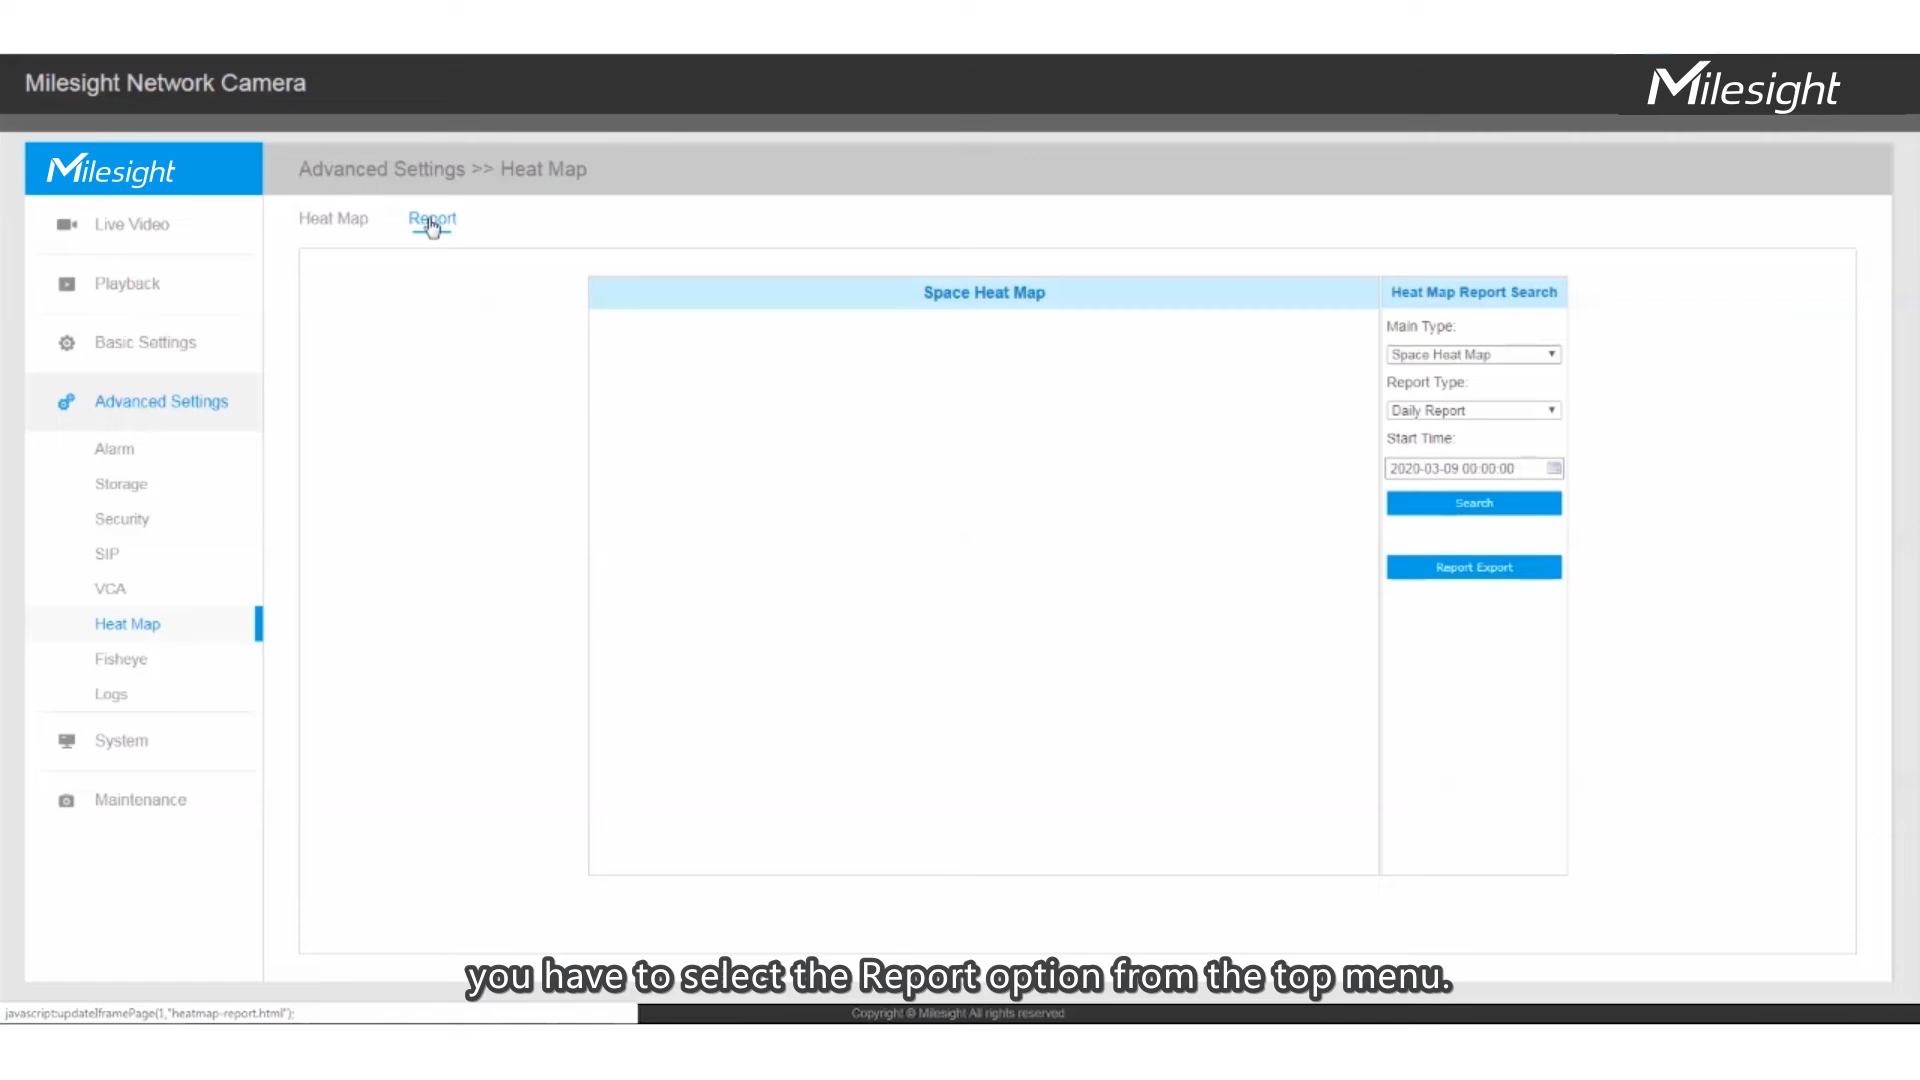 Milesight Network Camera
Milesight
Milesight
Advanced Settings >> Heat Map
Live Video
Playback
Basic Settings
Advanced Settings
Alarm
Storage
Security
SIP
VCA
Heat Map
Fisheye
Logs
System
Maintenance
Heat Map
Report
Space Heat Map
Heat Map Report Search
Main Type:
Space Heat Map
Report Type:
Daily Report
Start Time:
2020-03-09 00:00:00
Search
Report Export
you have to select the Report option from the top menu.
javascript:updateIframePage(1,"heatmap-report.html");
Copyright © Milesight All rights reserved